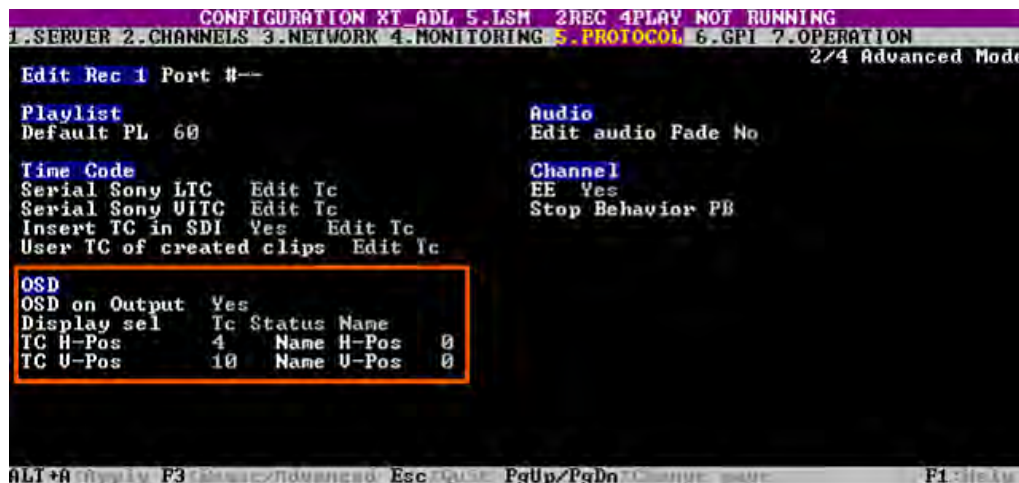 CONFIGURATION XT_ADL 5.LSM 2REC 4PLAY NOT RUNNING
1.SERVER 2.CHANNELS 3.NETWORK 4.MONITORING 5.PROTOCOL 6.GPI 7.OPERATION
2/4 Advanced Mode
Edit Rec 1 Port #--
Playlist
Default PL 60
Audio
Edit audio Fade No
Time Code
Serial Sony LTC Edit Tc
Serial Sony VITC Edit Tc
Insert TC in SDI Yes Edit Tc
User TC of created clips Edit Tc
Channel
EE Yes
Stop Behavior PB
OSD
OSD on Output Yes
Display sel Tc Status Name
TC H-Pos 4 Name H-Pos 0
TC V-Pos 10 Name V-Pos 0
ALT+A F3 Esc PgUp/PgDn F1